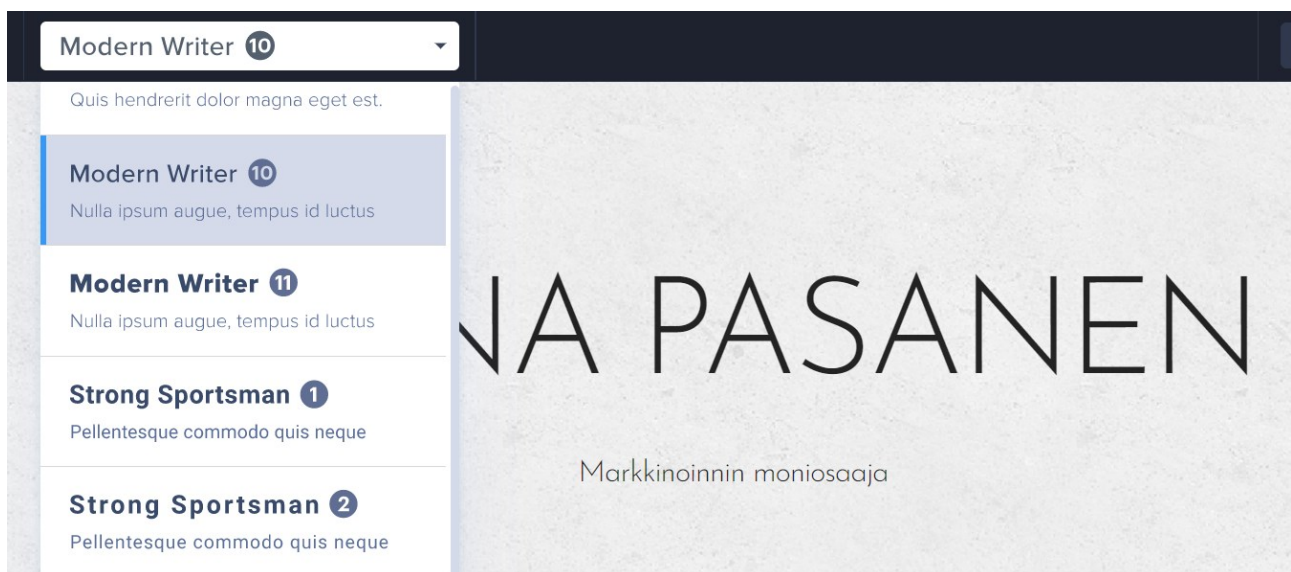 Modern Writer 10
Quis hendrerit dolor magna eget est.
Modern Writer 10
Nulla ipsum augue, tempus id luctus
Modern Writer 11
Nulla ipsum augue, tempus id luctus
Strong Sportsman 1
Pellentesque commodo quis neque
Strong Sportsman 2
Pellentesque commodo quis neque
NA PASANEN
Markkinoinnin moniosaaja